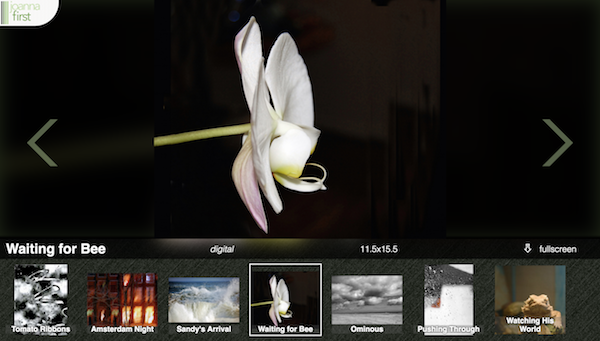 joanna
first
Waiting for Bee
digital
11.5x15.5
fullscreen
Tomato Ribbons
Amsterdam Night
Sandy's Arrival
Waiting for Bee
Ominous
Pushing Through
Watching His
World